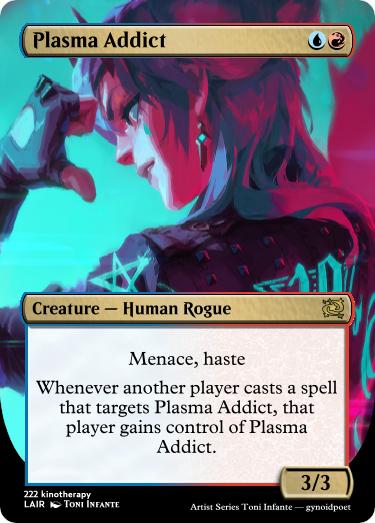 Plasma Addict
Creature — Human Rogue
Menace, haste
Whenever another player casts a spell
that targets Plasma Addict, that
player gains control of Plasma
Addict.
3/3
222 kinotherapy
LAIR Toni Infante
Artist Series Toni Infante — gynoidpoet